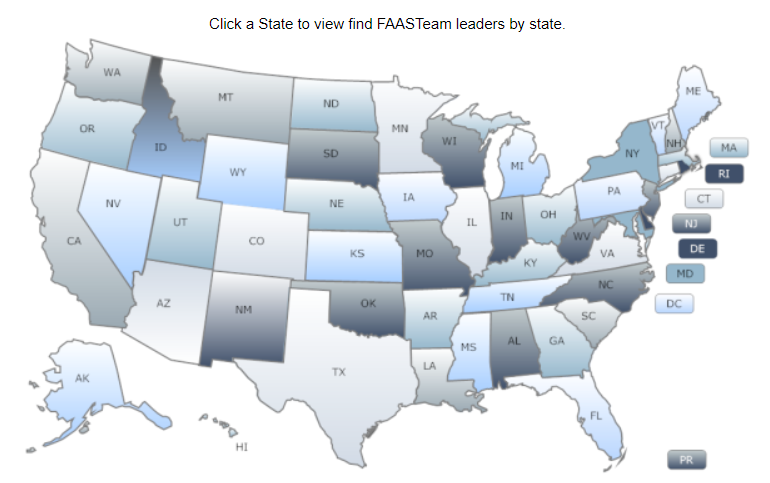 Click a State to view find FAASTeam leaders by state.
WA
MT
ND
MN
ME
OR
ID
SD
WI
MI
VT
NH
NY
MA
RI
WY
NE
IA
PA
CT
NV
UT
CO
KS
MO
IL
IN
OH
WV
VA
NJ
DE
CA
KY
NC
MD
AZ
NM
OK
AR
TN
SC
DC
TX
LA
MS
AL
GA
AK
FL
HI
PR